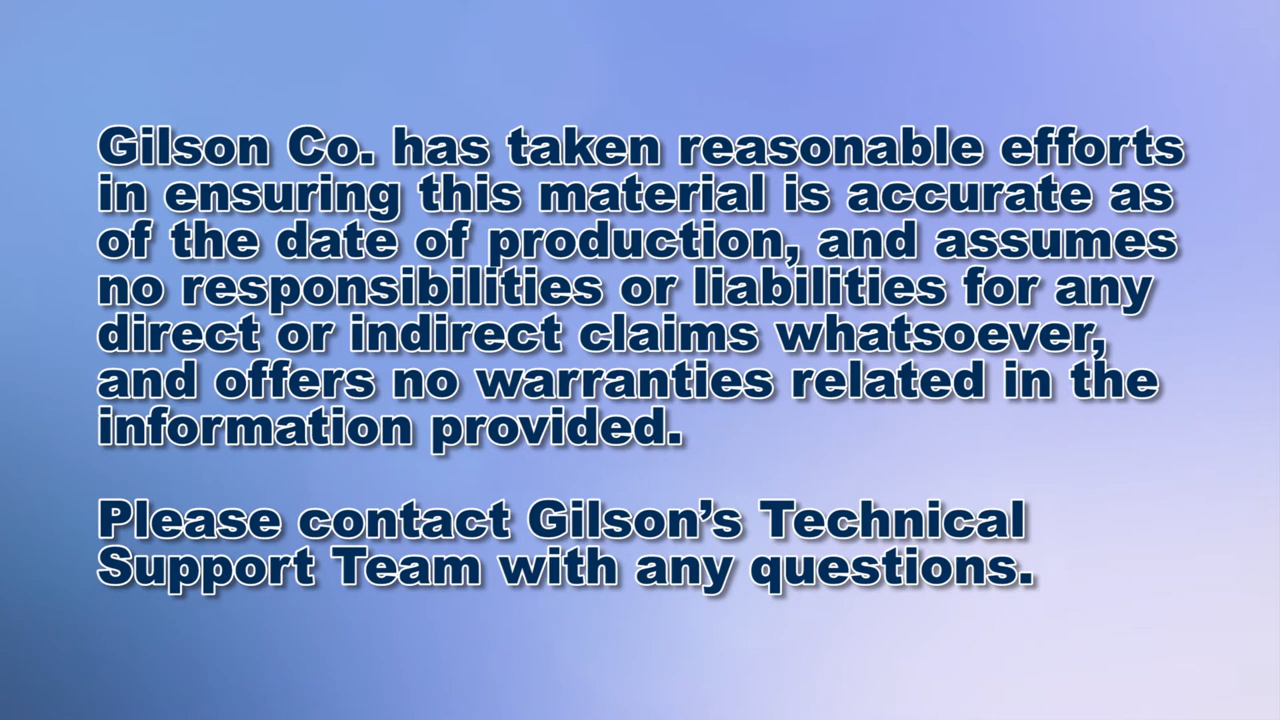 Gilson Co. has taken reasonable efforts
in ensuring this material is accurate as
of the date of production, and assumes
no responsibilities or liabilities for any
direct or indirect claims whatsoever,
and offers no warranties related in the
information provided.
Please contact Gilson’s Technical
Support Team with any questions.